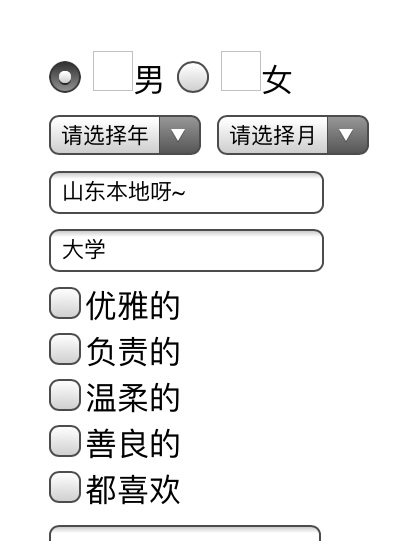 男 女
请选择年 请选择月
山东本地呀~
大学
优雅的
负责的
温柔的
善良的
都喜欢